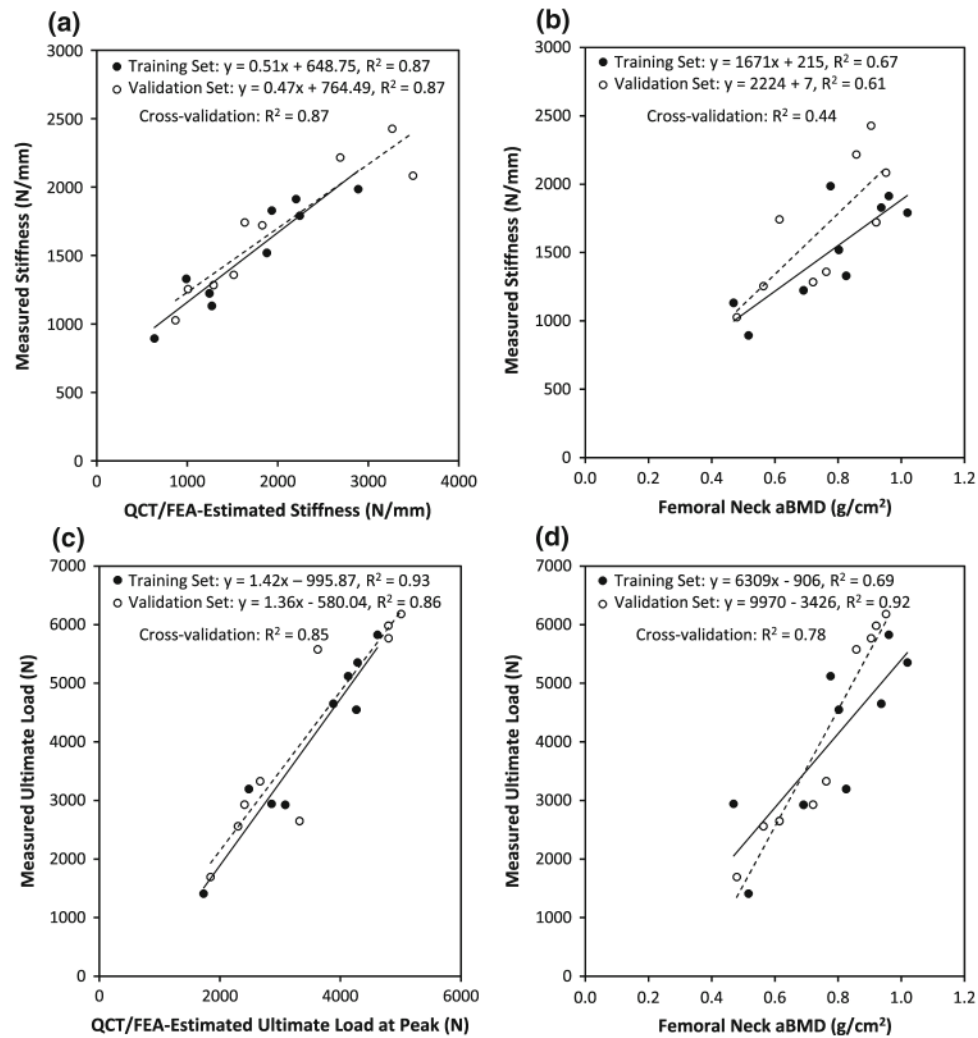 (a)
● Training Set: y = 0.51x + 648.75, R² = 0.87
○ Validation Set: y = 0.47x + 764.49, R² = 0.87
Cross-validation: R² = 0.87
Measured Stiffness (N/mm)
3000
2500
2000
1500
1000
500
0
0 1000 2000 3000 4000
QCT/FEA-Estimated Stiffness (N/mm)
(b)
● Training Set: y = 1671x + 215, R² = 0.67
○ Validation Set: y = 2224 + 7, R² = 0.61
Cross-validation: R² = 0.44
Measured Stiffness (N/mm)
3000
2500
2000
1500
1000
500
0
0.0 0.2 0.4 0.6 0.8 1.0 1.2
Femoral Neck aBMD (g/cm²)
(c)
● Training Set: y = 1.42x – 995.87, R² = 0.93
○ Validation Set: y = 1.36x - 580.04, R² = 0.86
Cross-validation: R² = 0.85
Measured Ultimate Load (N)
7000
6000
5000
4000
3000
2000
1000
0
0 2000 4000 6000
QCT/FEA-Estimated Ultimate Load at Peak (N)
(d)
● Training Set: y = 6309x - 906, R² = 0.69
○ Validation Set: y = 9970 - 3426, R² = 0.92
Cross-validation: R² = 0.78
Measured Ultimate Load (N)
7000
6000
5000
4000
3000
2000
1000
0
0.0 0.2 0.4 0.6 0.8 1.0 1.2
Femoral Neck aBMD (g/cm²)